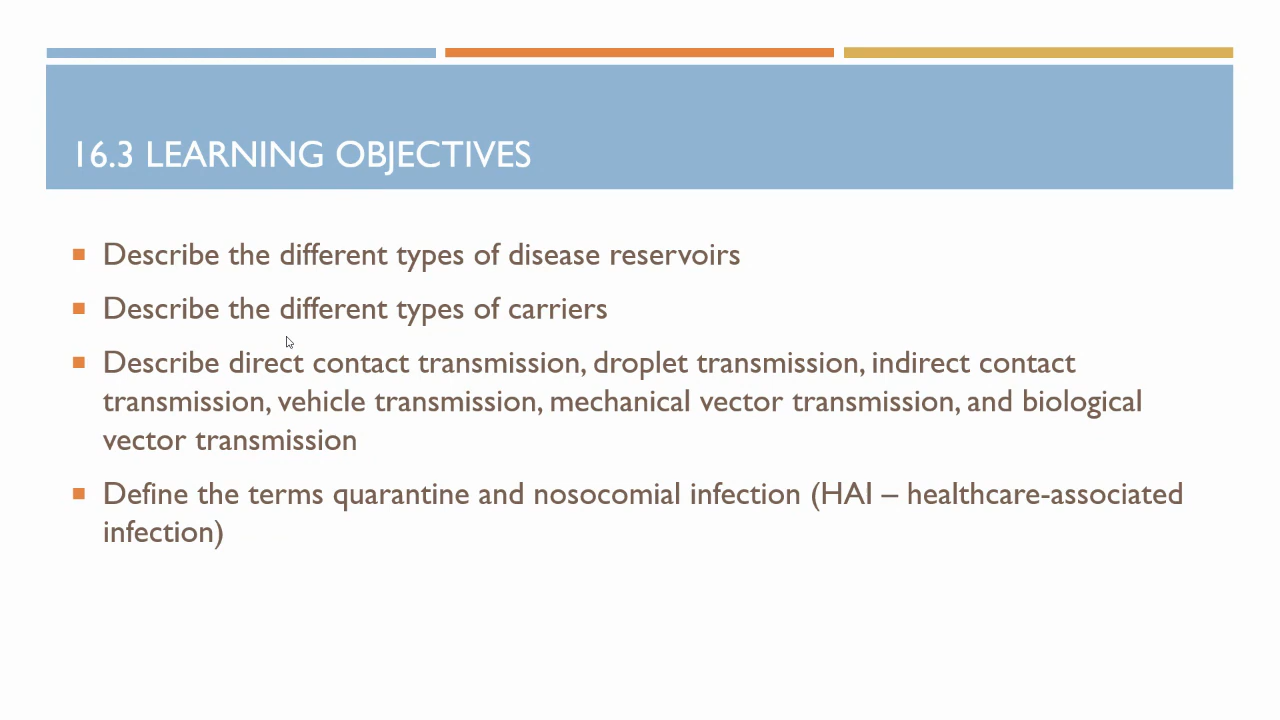 16.3 LEARNING OBJECTIVES
Describe the different types of disease reservoirs
Describe the different types of carriers
Describe direct contact transmission, droplet transmission, indirect contact
transmission, vehicle transmission, mechanical vector transmission, and biological
vector transmission
Define the terms quarantine and nosocomial infection (HAI – healthcare-associated
infection)